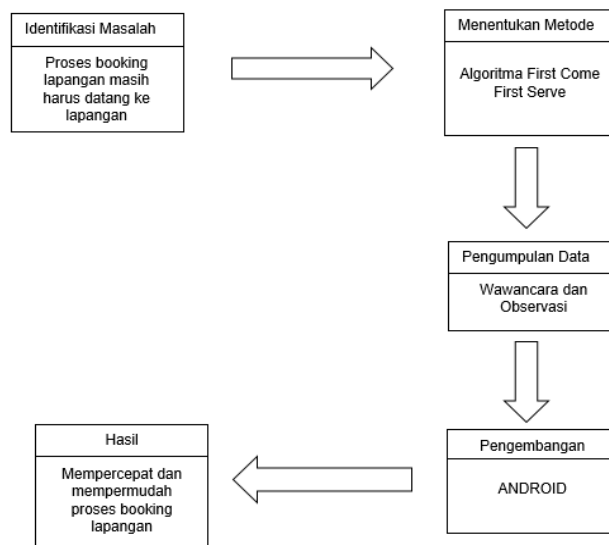 Identifikasi Masalah
Proses booking
lapangan masih
harus datang ke
lapangan
Menentukan Metode
Algoritma First Come
First Serve
Pengumpulan Data
Wawancara dan
Observasi
Pengembangan
ANDROID
Hasil
Mempercepat dan
mempermudah
proses booking
lapangan